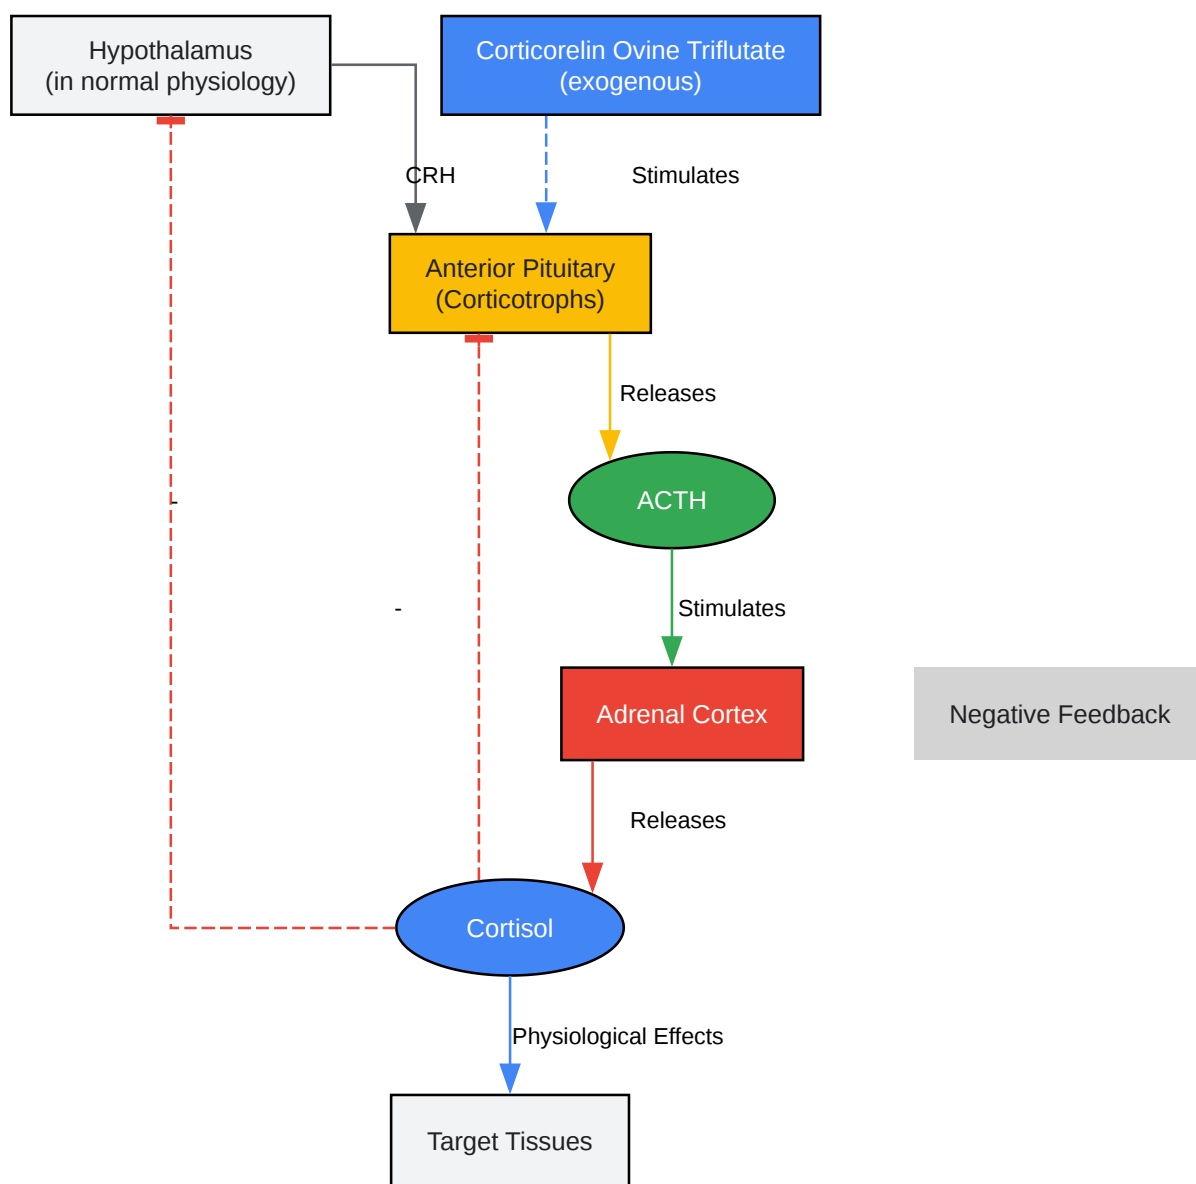 Hypothalamus
(in normal physiology)
Corticorelin Ovine Triflutate
(exogenous)
CRH
Stimulates
Anterior Pituitary
(Corticotrophs)
Releases
ACTH
-
-
Stimulates
Adrenal Cortex
Negative Feedback
Releases
Cortisol
Physiological Effects
Target Tissues